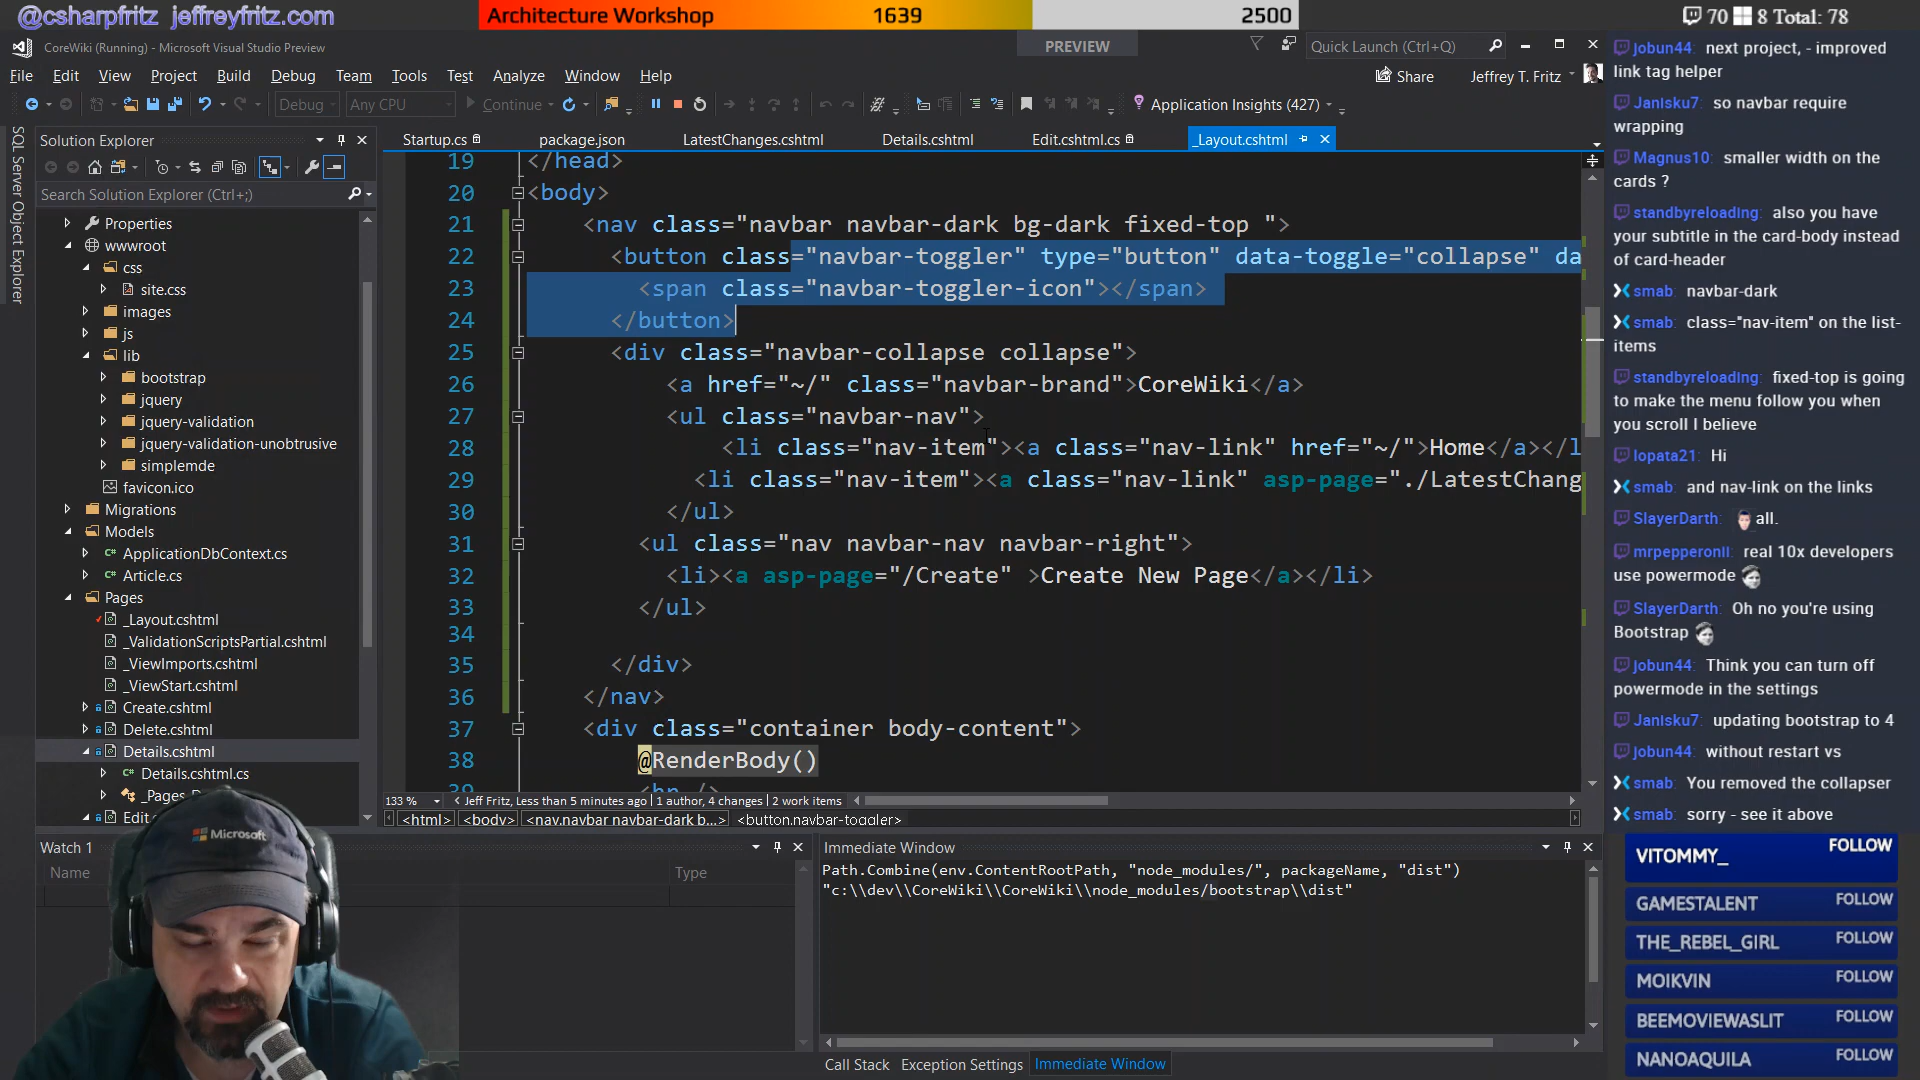 @csharpfritz jeffreyfritz.com
Architecture Workshop 1639 2500
70 8 Total: 78
CoreWiki (Running) - Microsoft Visual Studio Preview
PREVIEW
Quick Launch (Ctrl+Q)
File Edit View Project Build Debug Team Tools Test Analyze Window Help
Share Jeffrey T. Fritz
Debug Any CPU Continue Application Insights (427)
SQL Server Object Explorer
Solution Explorer
Search Solution Explorer (Ctrl+;)
Properties
wwwroot
css
site.css
images
js
lib
bootstrap
jquery
jquery-validation
jquery-validation-unobtrusive
simplemde
favicon.ico
Migrations
Models
ApplicationDbContext.cs
Article.cs
Pages
_Layout.cshtml
_ValidationScriptsPartial.cshtml
_ViewImports.cshtml
_ViewStart.cshtml
Create.cshtml
Delete.cshtml
Details.cshtml
Details.cshtml.cs
Edit
Startup.cs package.json LatestChanges.cshtml Details.cshtml Edit.cshtml.cs _Layout.cshtml
19 </head>
20 <body>
21 <nav class="navbar navbar-dark bg-dark fixed-top ">
22 <button class="navbar-toggler" type="button" data-toggle="collapse" da
23 <span class="navbar-toggler-icon"></span>
24 </button>
25 <div class="navbar-collapse collapse">
26 <a href="~/" class="navbar-brand">CoreWiki</a>
27 <ul class="navbar-nav">
28 <li class="nav-item"><a class="nav-link" href="~/">Home</a></l
29 <li class="nav-item"><a class="nav-link" asp-page="./LatestChang
30 </ul>
31 <ul class="nav navbar-nav navbar-right">
32 <li><a asp-page="/Create" >Create New Page</a></li>
33 </ul>
34
35 </div>
36 </nav>
37 <div class="container body-content">
38 @RenderBody()
133 % Jeff Fritz, Less than 5 minutes ago | 1 author, 4 changes | 2 work items
<html> <body> <nav.navbar navbar-dark b...> <button.navbar-toggler>
Watch 1
Name Type
Immediate Window
Path.Combine(env.ContentRootPath, "node_modules/", packageName, "dist")
"c:\\dev\\CoreWiki\\CoreWiki\\node_modules/bootstrap\\dist"
Call Stack Exception Settings Immediate Window
Microsoft
jobun44: next project, - improved
link tag helper
Janisku7: so navbar require
wrapping
Magnus10: smaller width on the
cards ?
standbyreloading: also you have
your subtitle in the card-body instead
of card-header
smab: navbar-dark
smab: class="nav-item" on the list-
items
standbyreloading: fixed-top is going
to make the menu follow you when
you scroll I believe
lopata21: Hi
smab: and nav-link on the links
SlayerDarth: all.
mrpepperonII: real 10x developers
use powermode
SlayerDarth: Oh no you're using
Bootstrap
jobun44: Think you can turn off
powermode in the settings
Janisku7: updating bootstrap to 4
jobun44: without restart vs
smab: You removed the collapser
smab: sorry - see it above
VITOMMY_ FOLLOW
GAMESTALENT FOLLOW
THE_REBEL_GIRL FOLLOW
MOIKVIN FOLLOW
BEEMOVIEWASLIT FOLLOW
NANOAQUILA FOLLOW